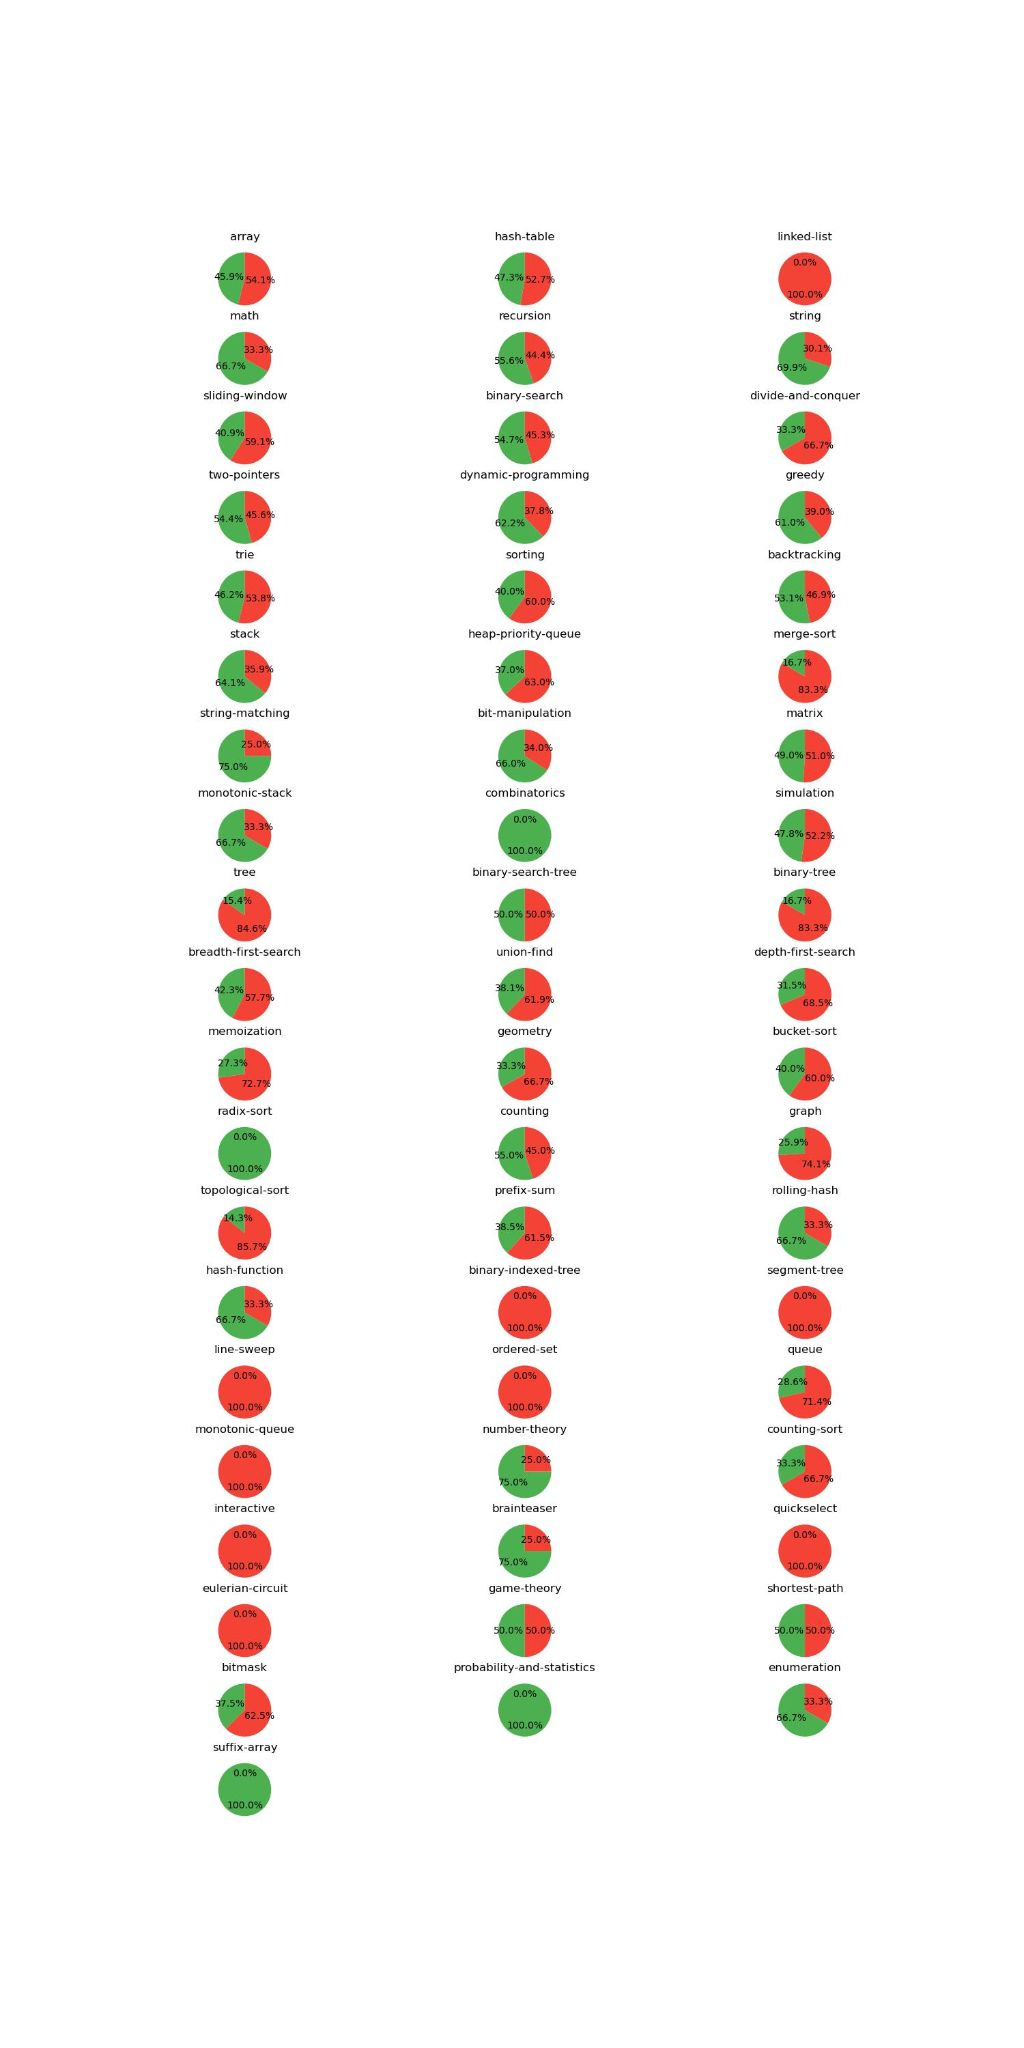 array hash-table linked-list
45.9% 54.1% 47.3% 52.7% 0.0% 100.0%
math recursion string
66.7% 33.3% 55.6% 44.4% 69.9% 30.1%
sliding-window binary-search divide-and-conquer
40.9% 59.1% 54.7% 45.3% 33.3% 66.7%
two-pointers dynamic-programming greedy
54.4% 45.6% 62.2% 37.8% 61.0% 39.0%
trie sorting backtracking
46.2% 53.8% 40.0% 60.0% 53.1% 46.9%
stack heap-priority-queue merge-sort
64.1% 35.9% 37.0% 63.0% 16.7% 83.3%
string-matching bit-manipulation matrix
75.0% 25.0% 66.0% 34.0% 49.0% 51.0%
monotonic-stack combinatorics simulation
66.7% 33.3% 0.0% 100.0% 47.8% 52.2%
tree binary-search-tree binary-tree
15.4% 84.6% 50.0% 50.0% 16.7% 83.3%
breadth-first-search union-find depth-first-search
42.3% 57.7% 38.1% 61.9% 31.5% 68.5%
memoization geometry bucket-sort
27.3% 72.7% 33.3% 66.7% 40.0% 60.0%
radix-sort counting graph
0.0% 100.0% 55.0% 45.0% 25.9% 74.1%
topological-sort prefix-sum rolling-hash
14.3% 85.7% 38.5% 61.5% 66.7% 33.3%
hash-function binary-indexed-tree segment-tree
66.7% 33.3% 0.0% 100.0% 0.0% 100.0%
line-sweep ordered-set queue
0.0% 100.0% 0.0% 100.0% 28.6% 71.4%
monotonic-queue number-theory counting-sort
0.0% 100.0% 75.0% 25.0% 33.3% 66.7%
interactive brainteaser quickselect
0.0% 100.0% 75.0% 25.0% 0.0% 100.0%
eulerian-circuit game-theory shortest-path
0.0% 100.0% 50.0% 50.0% 50.0% 50.0%
bitmask probability-and-statistics enumeration
37.5% 62.5% 0.0% 100.0% 66.7% 33.3%
suffix-array
0.0% 100.0%